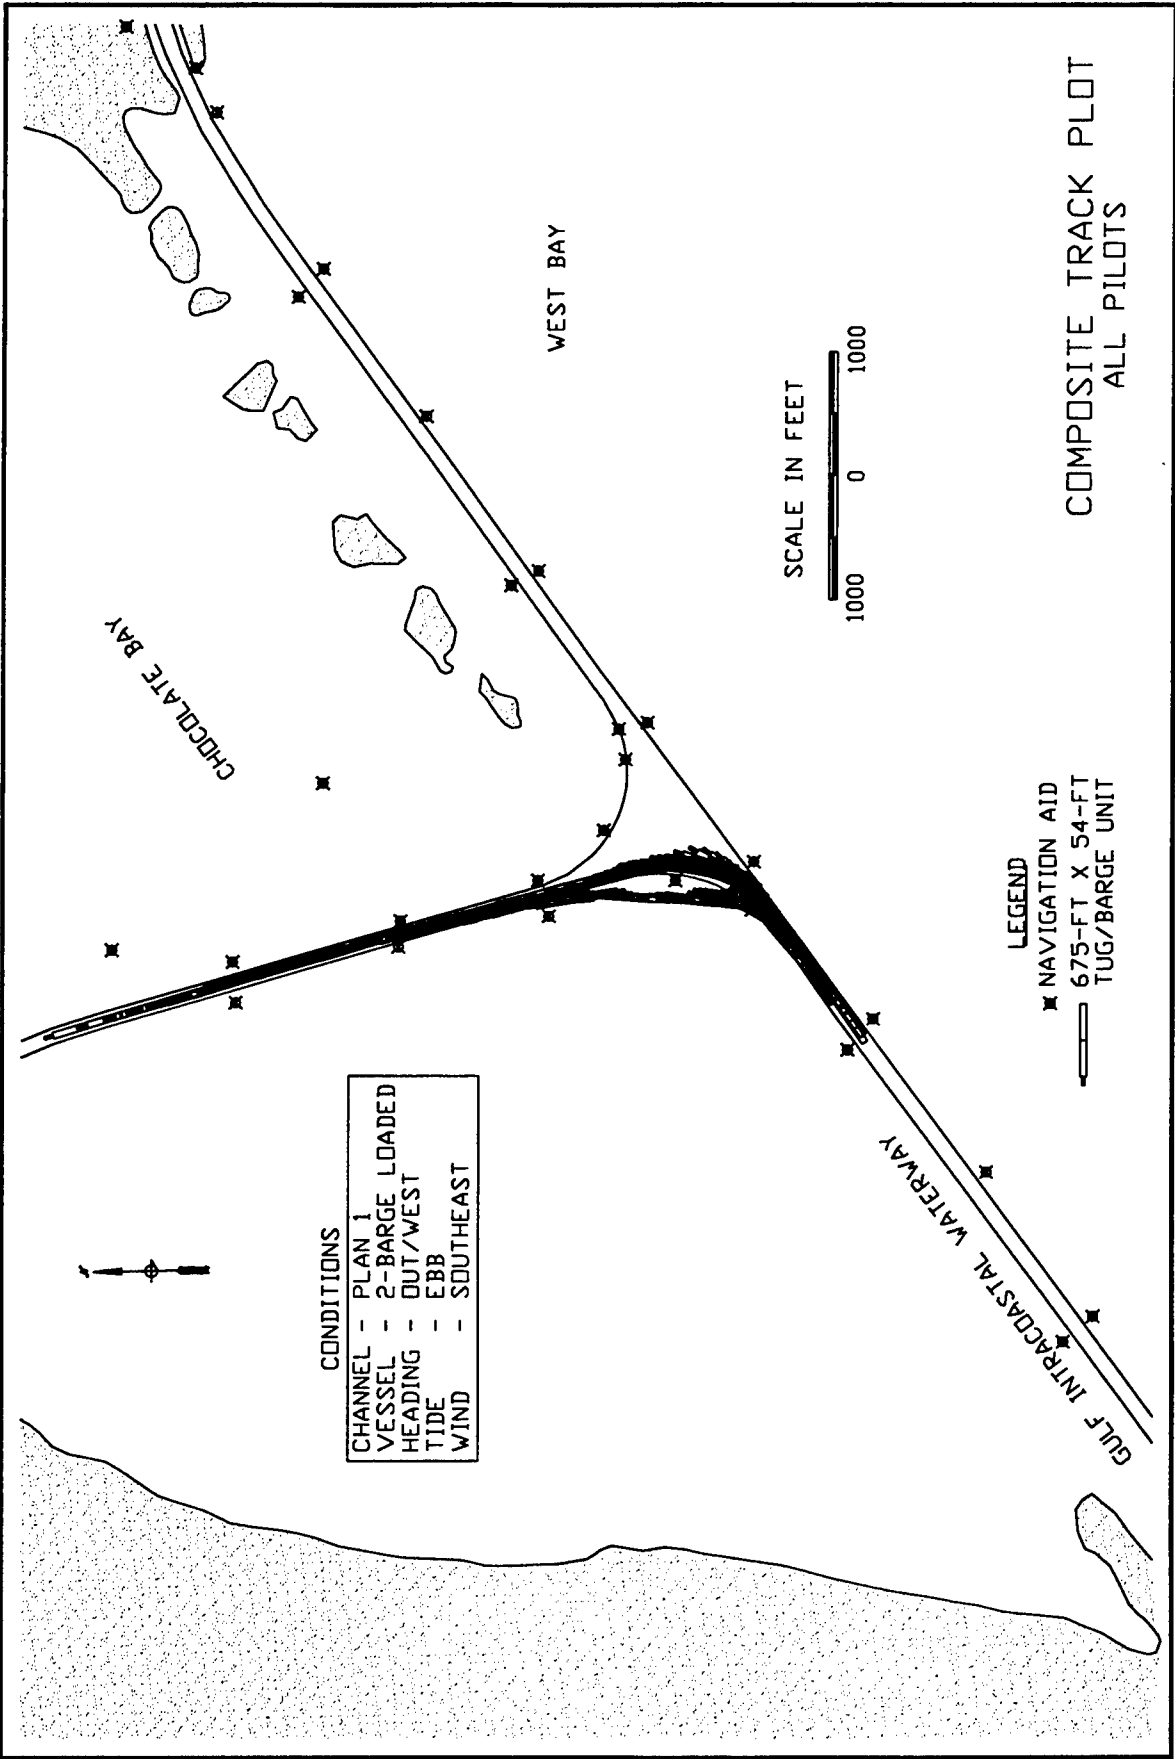 CHOCOLATE BAY
WEST BAY
CONDITIONS
CHANNEL - PLAN 1
VESSEL - 2-BARGE LOADED
HEADING - OUT/WEST
TIDE - EBB
WIND - SOUTHEAST
GULF INTRACOASTAL WATERWAY
SCALE IN FEET
1000 0 1000
LEGEND
NAVIGATION AID
675-FT X 54-FT
TUG/BARGE UNIT
COMPOSITE TRACK PLOT
ALL PILOTS